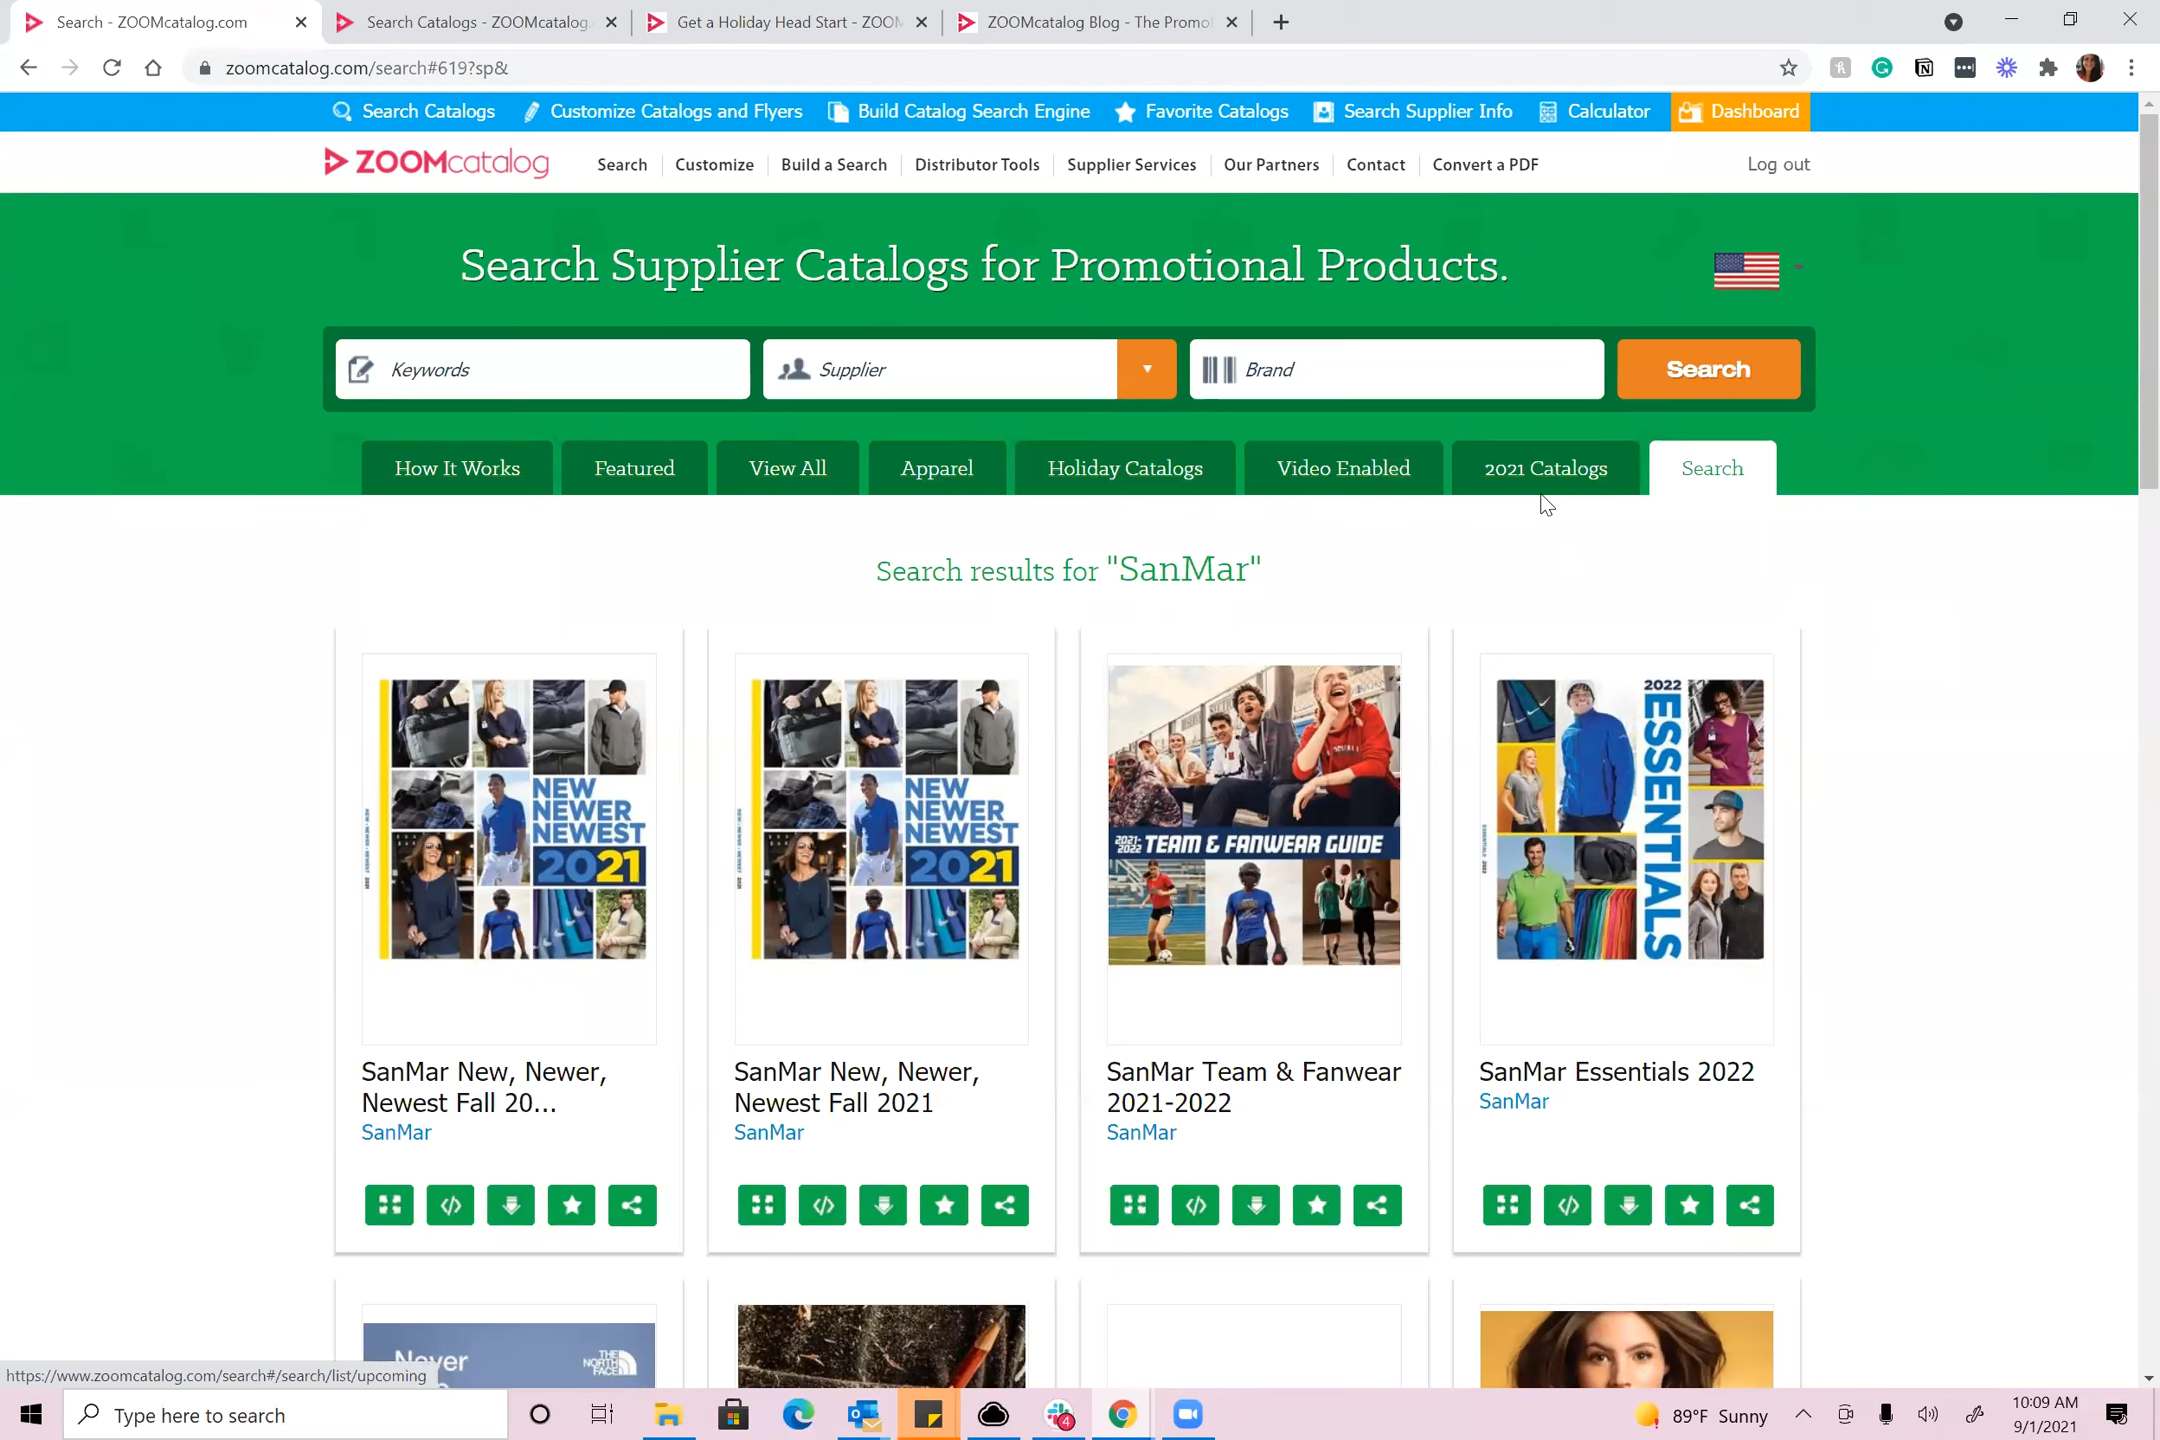 Search - ZOOMcatalog.com
Search Catalogs - ZOOMcatalog.
Get a Holiday Head Start - ZOOM
ZOOMcatalog Blog - The Promo
zoomcatalog.com/search#619?sp&
Search Catalogs
Customize Catalogs and Flyers
Build Catalog Search Engine
Favorite Catalogs
Search Supplier Info
Calculator
Dashboard
ZOOMcatalog
Search
Customize
Build a Search
Distributor Tools
Supplier Services
Our Partners
Contact
Convert a PDF
Log out
Search Supplier Catalogs for Promotional Products.
Keywords
Supplier
Brand
Search
How It Works
Featured
View All
Apparel
Holiday Catalogs
Video Enabled
2021 Catalogs
Search
Search results for "SanMar"
NEW
NEWER
NEWEST
2021
NEW
NEWER
NEWEST
2021
2021-
2022 TEAM & FANWEAR GUIDE
2022
ESSENTIALS
SanMar New, Newer,
Newest Fall 20...
SanMar
SanMar New, Newer,
Newest Fall 2021
SanMar
SanMar Team & Fanwear
2021-2022
SanMar
SanMar Essentials 2022
SanMar
Never
THE
NORTH
FACE
https://www.zoomcatalog.com/search#/search/list/upcoming
Type here to search
4
89°F Sunny
10:09 AM
9/1/2021